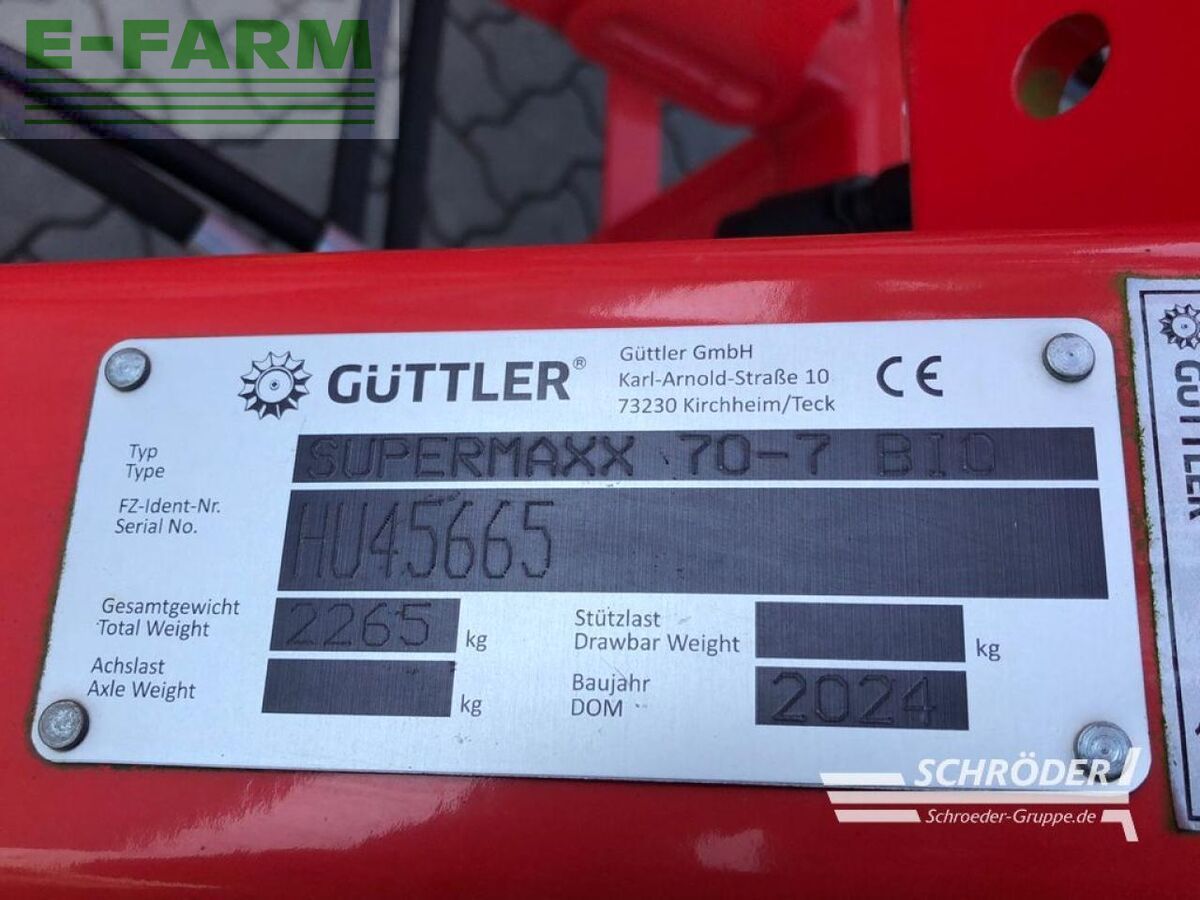 E-FARM
GÜTTLER®
Güttler GmbH
Karl-Arnold-Straße 10
73230 Kirchheim/Teck
CE
Typ
Type
SUPERMAXX 70-7 BIO
FZ-Ident-Nr.
Serial No.
HU45665
Gesamtgewicht
Total Weight
2265 kg
Stützlast
Drawbar Weight
kg
Achslast
Axle Weight
kg
Baujahr
DOM
2024
GÜTTLER
SCHRÖDER
Schroeder-Gruppe.de